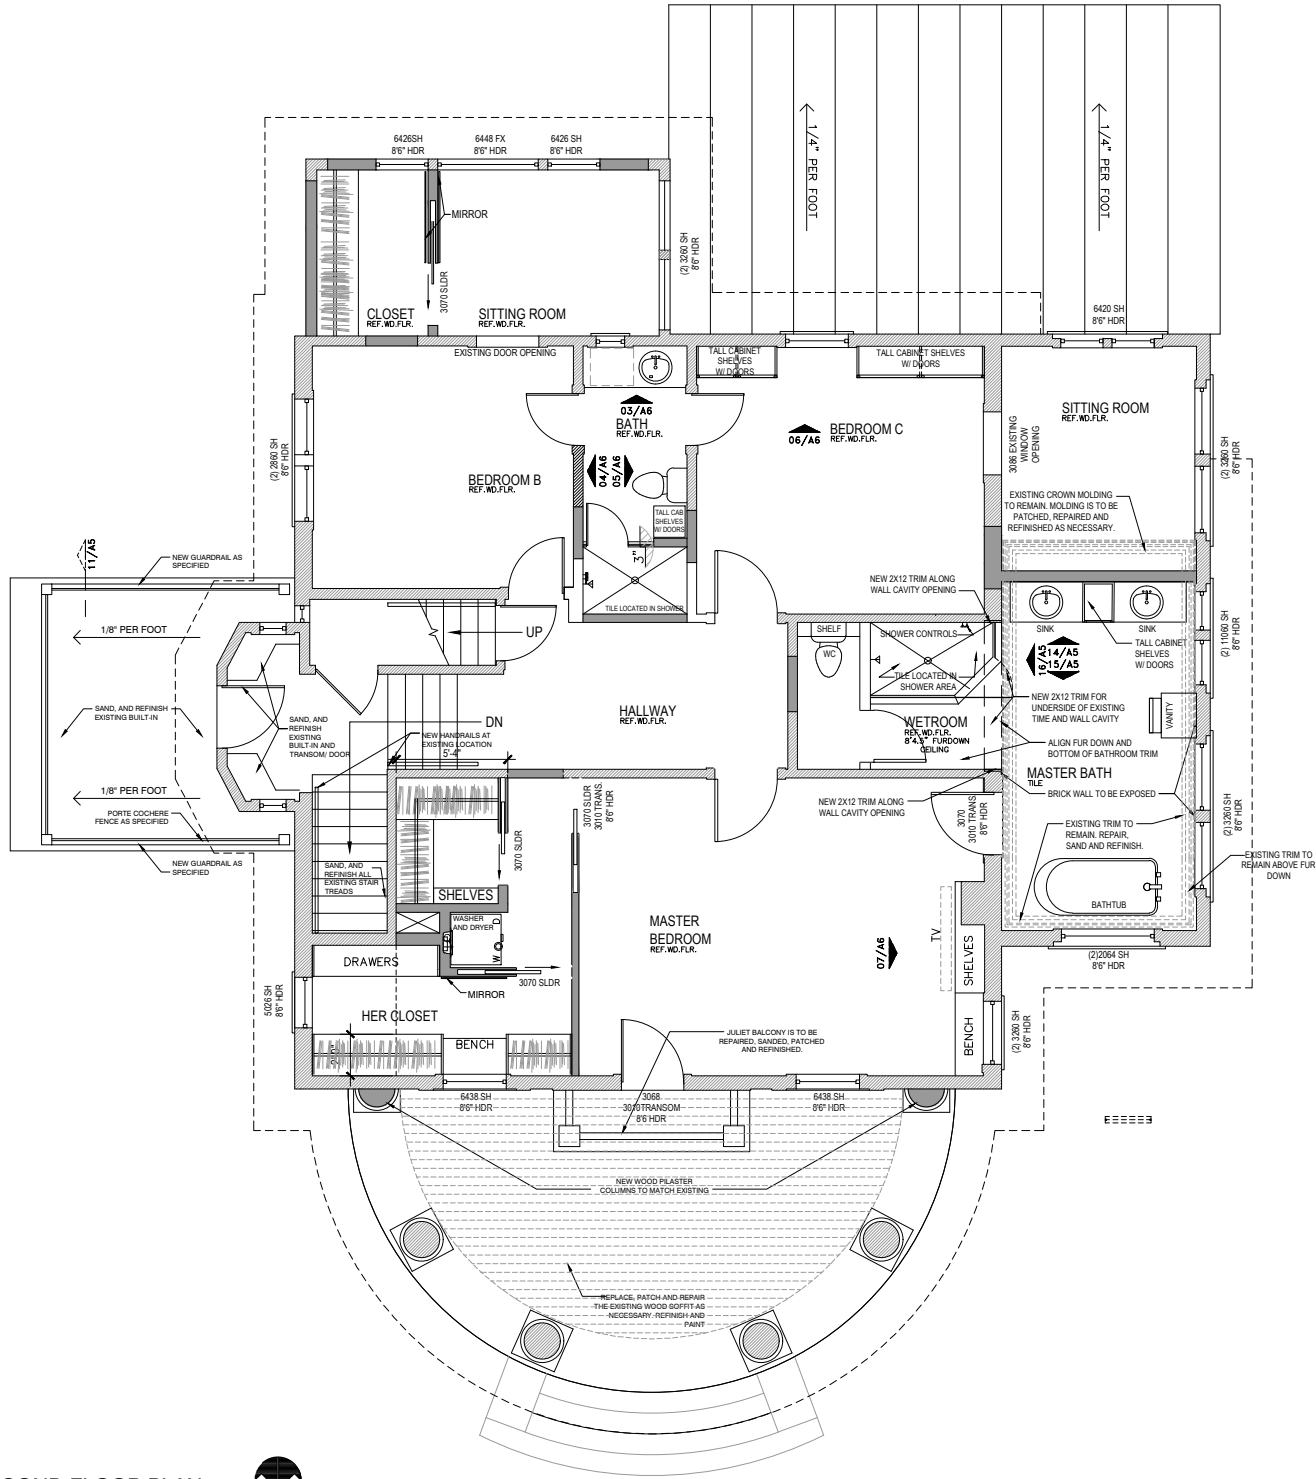 1/4" PER FOOT
1/4" PER FOOT
6426SH
8'6" HDR
6448 FX
8'6" HDR
6426 SH
8'6" HDR
MIRROR
3070 SLDR
(2) 3260 SH
8'6" HDR
CLOSET
REF.WD.FLR.
SITTING ROOM
REF.WD.FLR.
6420 SH
8'6" HDR
EXISTING DOOR OPENING
TALL CABINET
SHELVES
W/ DOORS
TALL CABINET SHELVES
W/ DOORS
03/A6
BATH
REF.WD.FLR.
06/A6
BEDROOM C
REF.WD.FLR.
3086 EXISTING
WINDOW
OPENING
SITTING ROOM
REF.WD.FLR.
(2) 2860 SH
8'6" HDR
(2) 3260 SH
8'6" HDR
BEDROOM B
REF.WD.FLR.
04/A6
05/A6
TALL CAB
SHELVES
W/ DOORS
EXISTING CROWN MOLDING
TO REMAIN. MOLDING IS TO BE
PATCHED, REPAIRED AND
REFINISHED AS NECESSARY.
11/A5
NEW GUARDRAIL AS
SPECIFIED
3"
TILE LOCATED IN SHOWER
NEW 2X12 TRIM ALONG
WALL CAVITY OPENING
(2) 11060 SH
8'6" HDR
1/8" PER FOOT
UP
SHELF
WC
SHOWER CONTROLS
SINK
SINK
16/A5
14/A5
15/A5
TALL CABINET
SHELVES
W/ DOORS
TILE LOCATED IN
SHOWER AREA
NEW 2X12 TRIM FOR
UNDERSIDE OF EXISTING
TIME AND WALL CAVITY
VANITY
SAND, AND REFINISH
EXISTING BUILT-IN
SAND, AND
REFINISH
EXISTING
BUILT-IN AND
TRANSOM/ DOOR
DN
NEW HANDRAILS AT
EXISTING LOCATION
5'-4"
HALLWAY
REF.WD.FLR.
WETROOM
REF.WD.FLR.
8'4.5" FURDOWN
CEILING
ALIGN FUR DOWN AND
BOTTOM OF BATHROOM TRIM
MASTER BATH
TILE
BRICK WALL TO BE EXPOSED
1/8" PER FOOT
PORTE COCHERE
FENCE AS SPECIFIED
NEW GUARDRAIL AS
SPECIFIED
SAND, AND
REFINISH ALL
EXISTING STAIR
TREADS
3070 SLDR
3070 SLDR
3010 TRANS.
8'6" HDR
NEW 2X12 TRIM ALONG
WALL CAVITY OPENING
3070
3010 TRANS.
8'6" HDR
(2) 3260 SH
8'6" HDR
EXISTING TRIM TO
REMAIN. REPAIR,
SAND AND REFINISH.
EXISTING TRIM TO
REMAIN ABOVE FUR
DOWN
SHELVES
WASHER
AND DRYER
W
D
MASTER
BEDROOM
REF.WD.FLR.
07/A6
TV
SHELVES
BATHTUB
(2)2064 SH
8'6" HDR
DRAWERS
3070 SLDR
MIRROR
5026 SH
8'6" HDR
HER CLOSET
BENCH
BENCH
(2) 3260 SH
8'6" HDR
JULIET BALCONY IS TO BE
REPAIRED, SANDED, PATCHED
AND REFINISHED.
6438 SH
8'6" HDR
3068
3010TRANSOM
8'6 HDR
6438 SH
8'6" HDR
NEW WOOD PILASTER
COLUMNS TO MATCH EXISTING
REPLACE, PATCH AND REPAIR
THE EXISTING WOOD SOFFIT AS
NECESSARY. REFINISH AND
PAINT